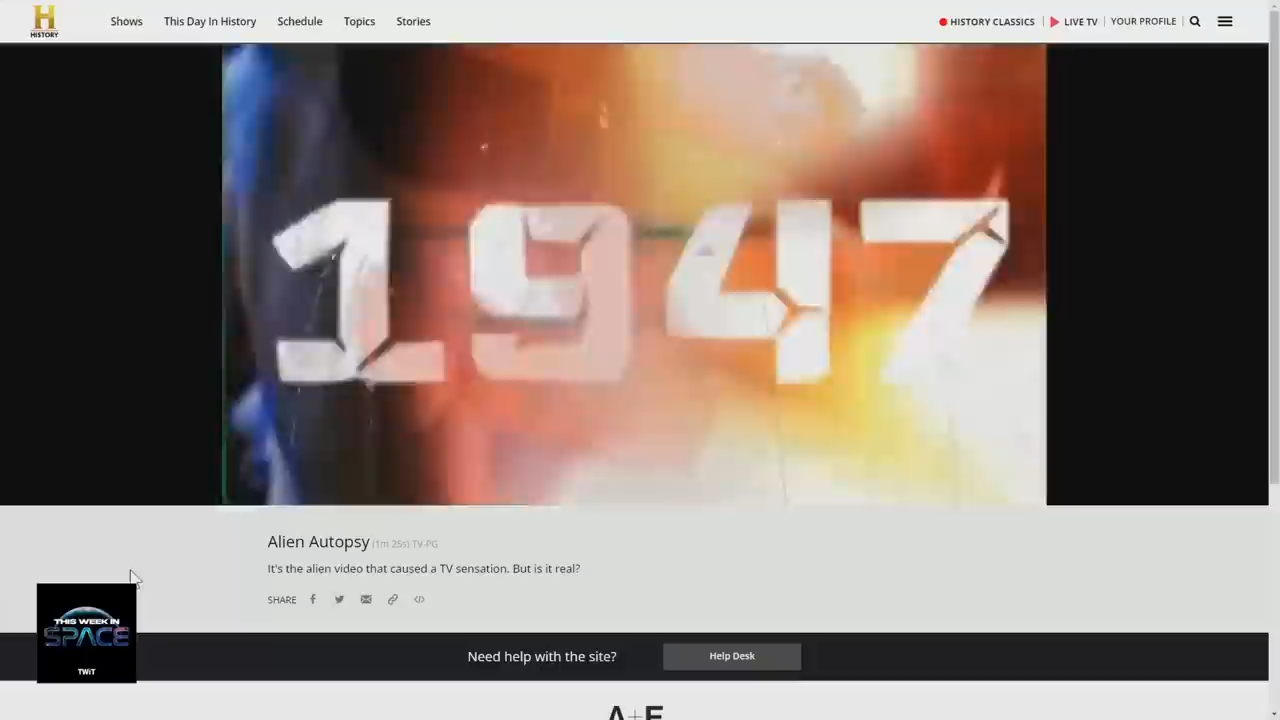 HISTORY
Shows
This Day In History
Schedule
Topics
Stories
HISTORY CLASSICS
LIVE TV
YOUR PROFILE
1947
Alien Autopsy (1m 25s) TV-PG
It's the alien video that caused a TV sensation. But is it real?
SHARE
THIS WEEK IN
SPACE
TWiT
Need help with the site?
Help Desk
A+E